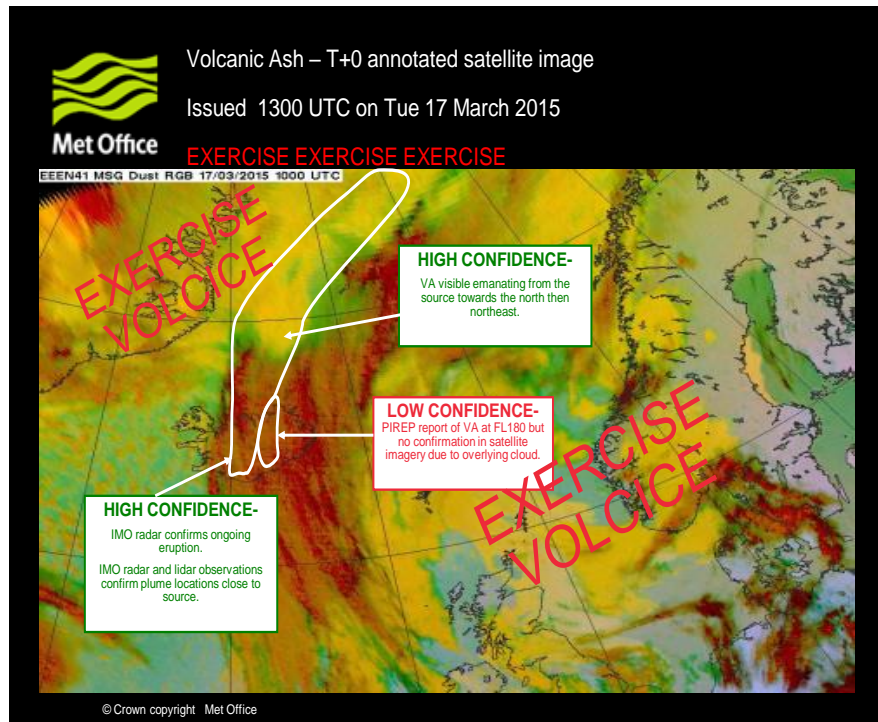 Volcanic Ash – T+0 annotated satellite image
Issued 1300 UTC on Tue 17 March 2015
Met Office
EXERCISE EXERCISE EXERCISE
EEEN41 MSG Dust RGB 17/03/2015 1000 UTC
EXERCISE
VOLCICE
HIGH CONFIDENCE-
VA visible emanating from the
source towards the north then
northeast.
LOW CONFIDENCE-
PIREP report of VA at FL180 but
no confirmation in satellite
imagery due to overlying cloud.
EXERCISE
VOLCICE
HIGH CONFIDENCE-
IMO radar confirms ongoing
eruption.
IMO radar and lidar observations
confirm plume locations close to
source.
© Crown copyright Met Office